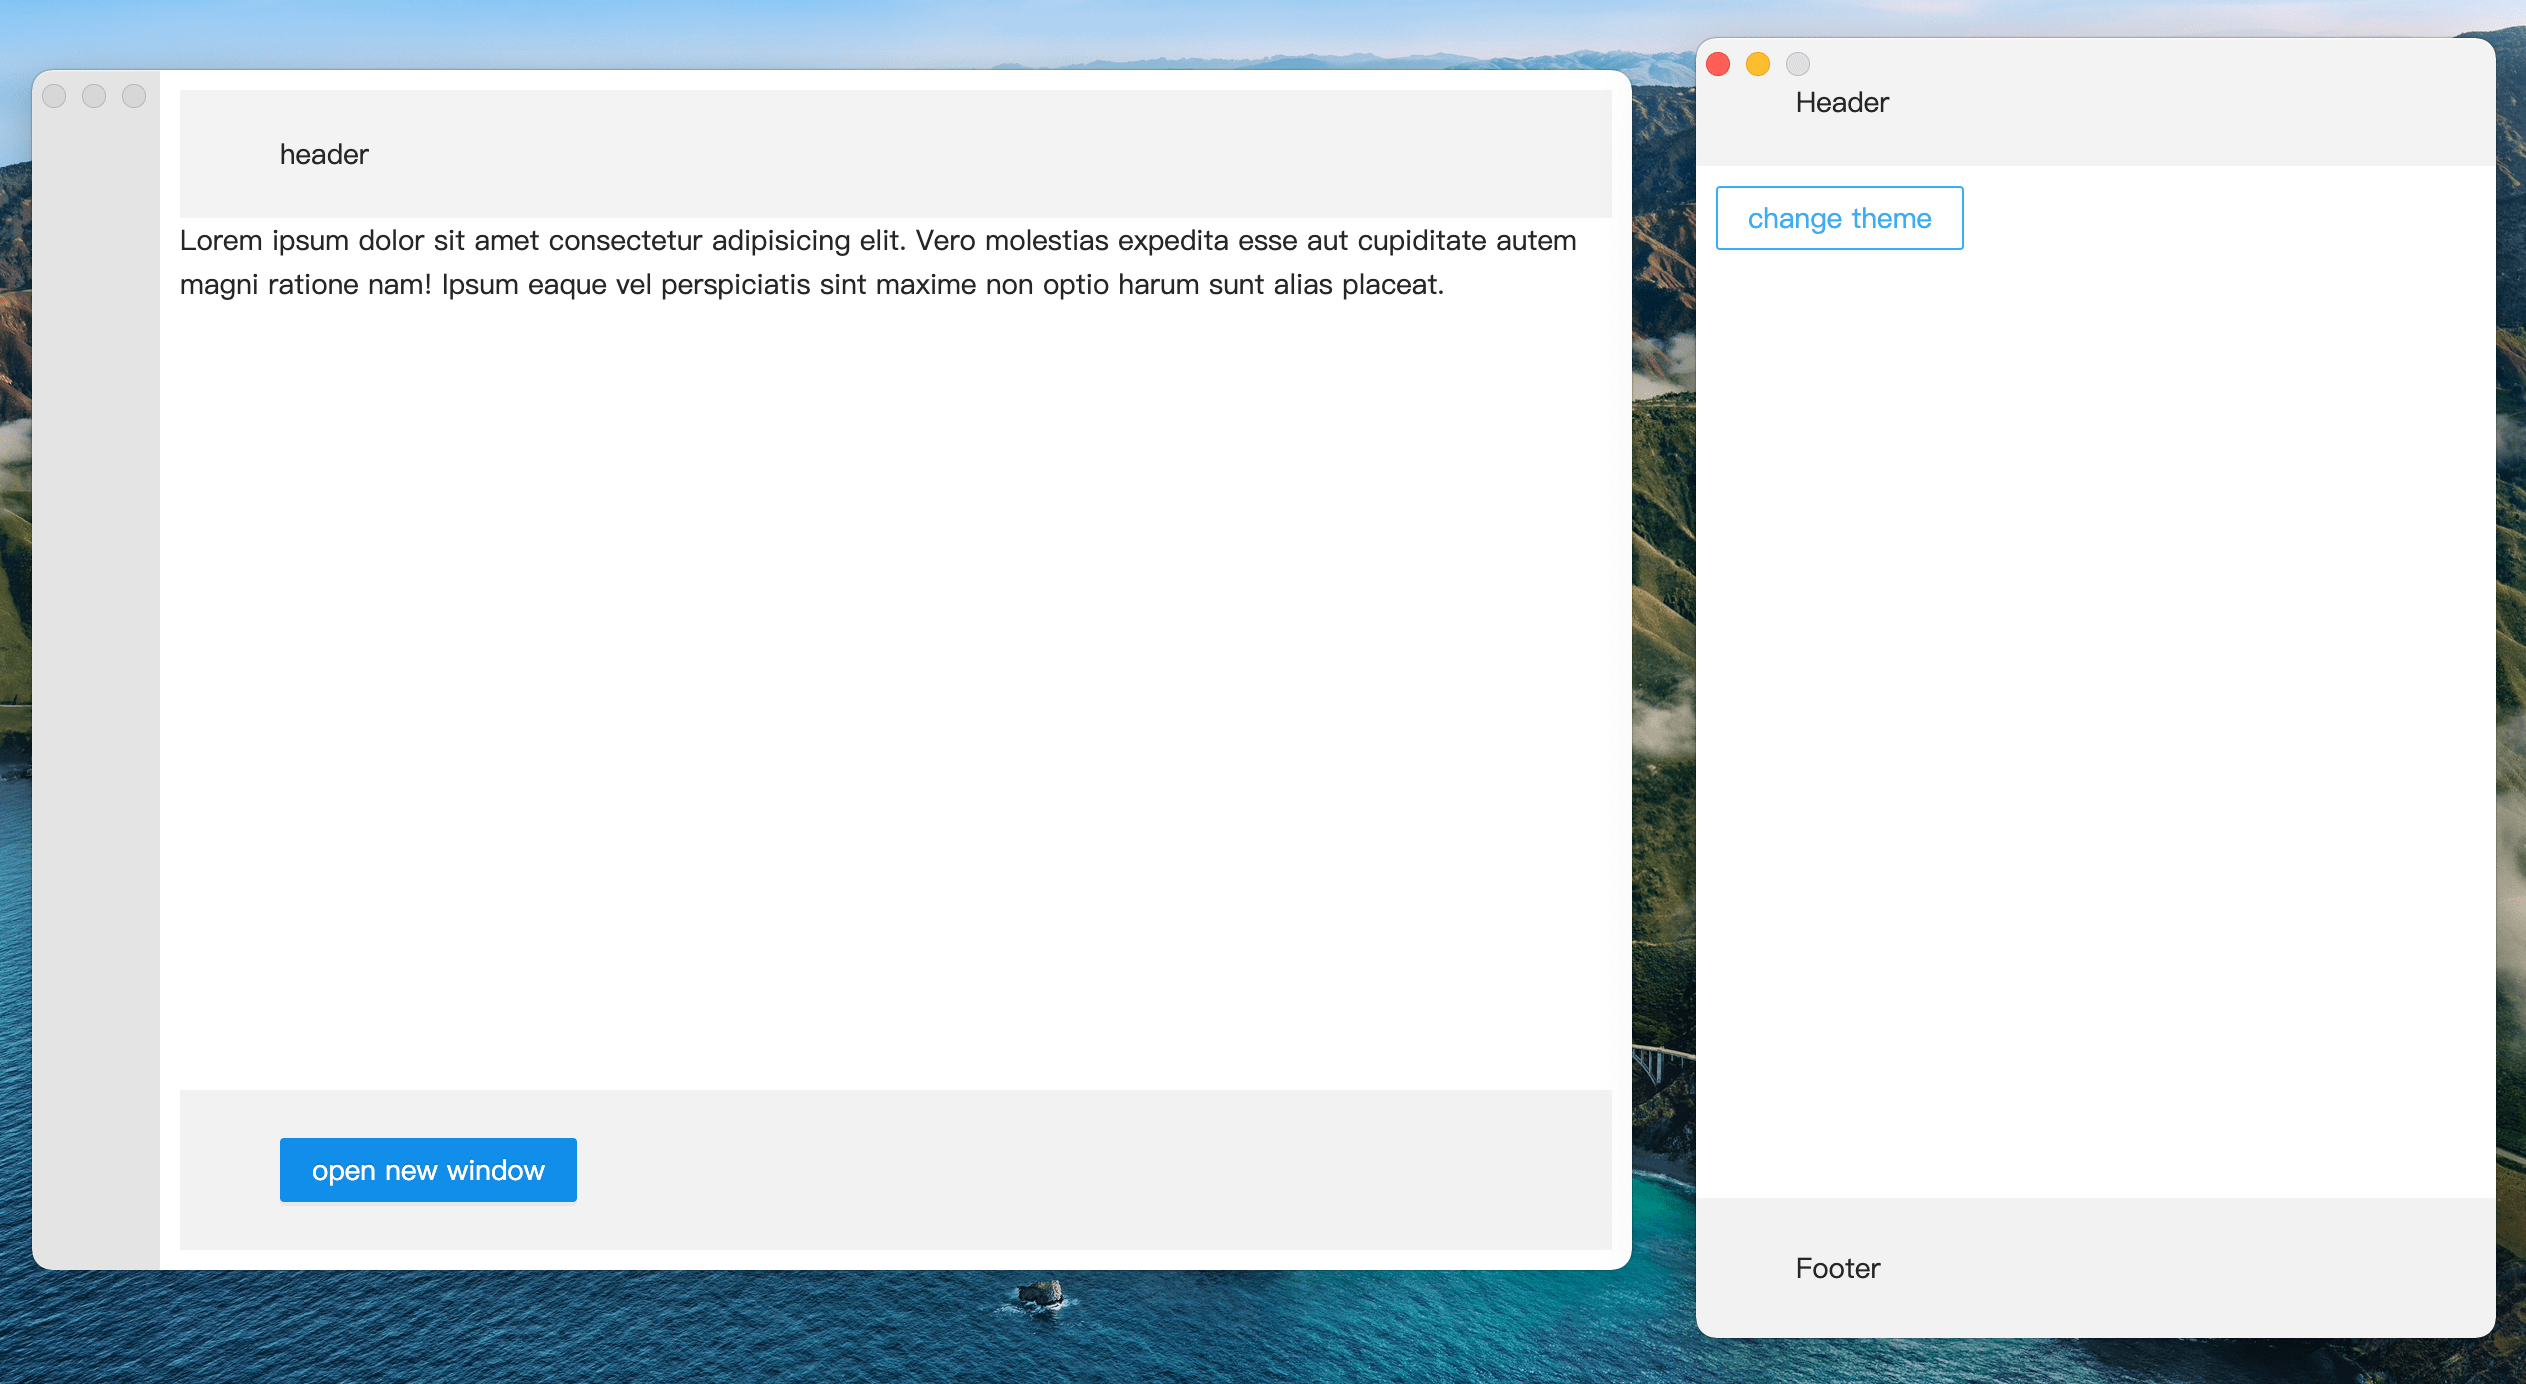 header
Lorem ipsum dolor sit amet consectetur adipisicing elit. Vero molestias expedita esse aut cupiditate autem
magni ratione nam! Ipsum eaque vel perspiciatis sint maxime non optio harum sunt alias placeat.
open new window
Header
change theme
Footer